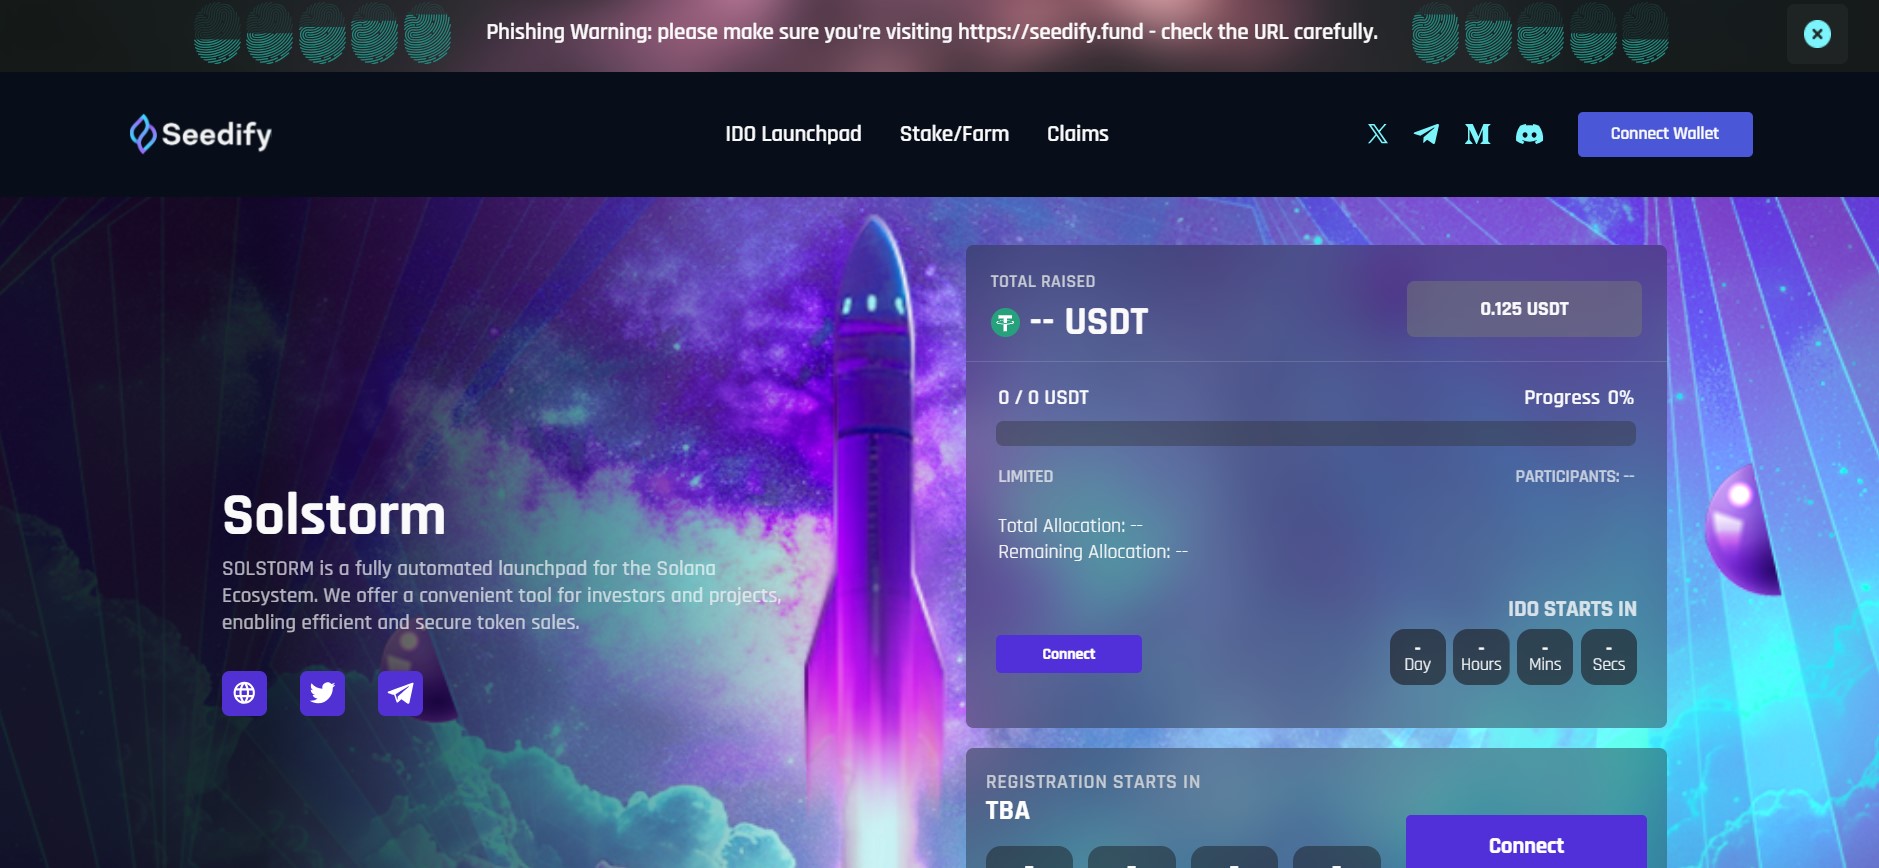 Phishing Warning: please make sure you're visiting https://seedify.fund - check the URL carefully.
Seedify
IDO Launchpad
Stake/Farm
Claims
Connect Wallet
TOTAL RAISED
-- USDT
0.125 USDT
0 / 0 USDT
Progress 0%
LIMITED
PARTICIPANTS: --
Total Allocation: --
Remaining Allocation: --
IDO STARTS IN
Connect
-
Day
-
Hours
-
Mins
-
Secs
Solstorm
SOLSTORM is a fully automated launchpad for the Solana
Ecosystem. We offer a convenient tool for investors and projects,
enabling efficient and secure token sales.
REGISTRATION STARTS IN
TBA
Connect